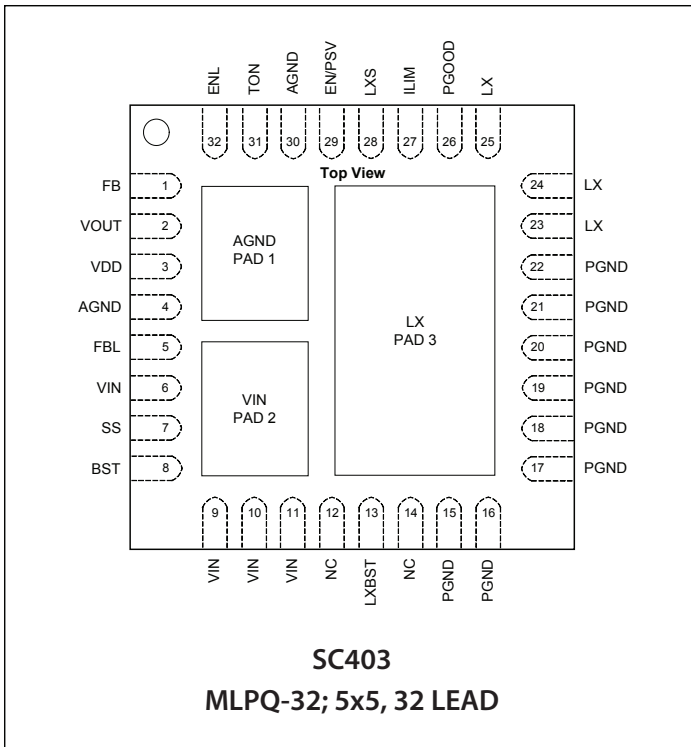 ENL
TON
AGND
EN/PSV
LXS
ILIM
PGOOD
LX
32
31
30
29
28
27
26
25
Top View
FB 1
VOUT 2
VDD 3
AGND 4
FBL 5
VIN 6
SS 7
BST 8
AGND
PAD 1
VIN
PAD 2
LX
PAD 3
24 LX
23 LX
22 PGND
21 PGND
20 PGND
19 PGND
18 PGND
17 PGND
9
10
11
12
13
14
15
16
VIN
VIN
VIN
NC
LXBST
NC
PGND
PGND
SC403
MLPQ-32; 5x5, 32 LEAD